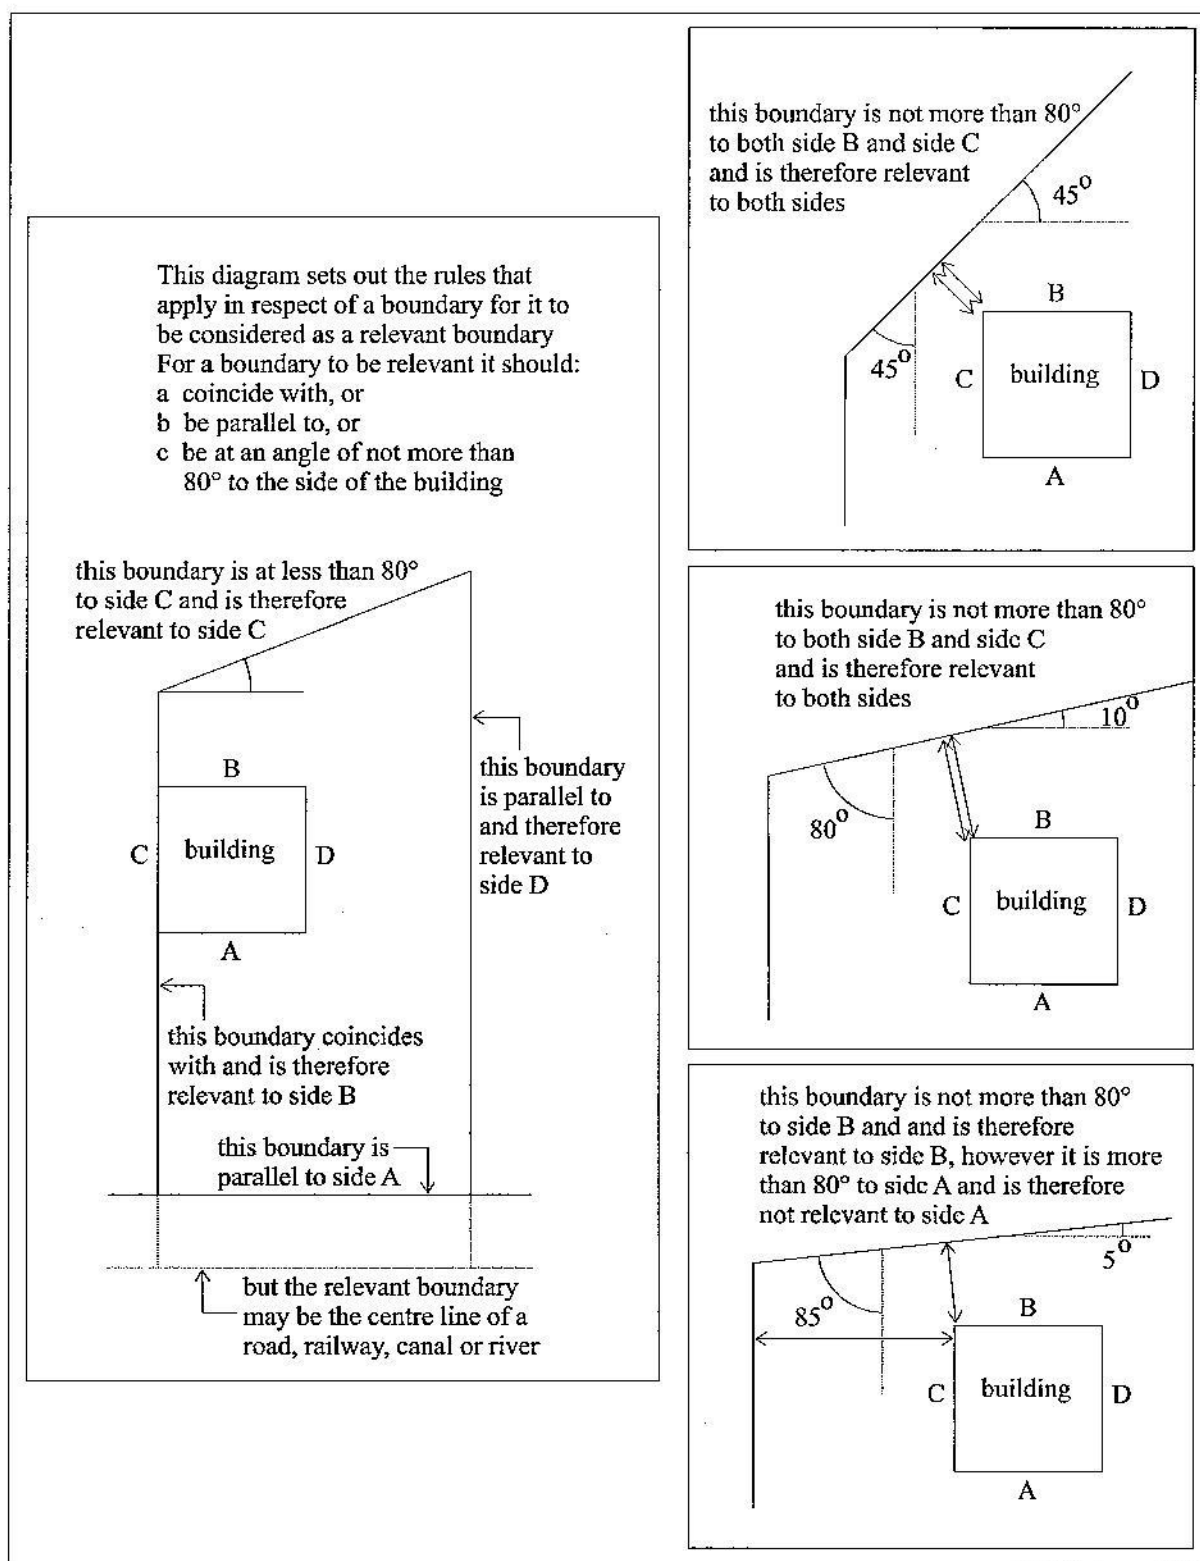 This diagram sets out the rules that
apply in respect of a boundary for it to
be considered as a relevant boundary
For a boundary to be relevant it should:
a coincide with, or
b be parallel to, or
c be at an angle of not more than
80° to the side of the building
this boundary is at less than 80°
to side C and is therefore
relevant to side C
this boundary
is parallel to
and therefore
relevant to
side D
B
C
building
D
A
this boundary coincides
with and is therefore
relevant to side B
this boundary is
parallel to side A
but the relevant boundary
may be the centre line of a
road, railway, canal or river
this boundary is not more than 80°
to both side B and side C
and is therefore relevant
to both sides
45°
45°
B
C
building
D
A
this boundary is not more than 80°
to both side B and side C
and is therefore relevant
to both sides
10°
80°
B
C
building
D
A
this boundary is not more than 80°
to side B and and is therefore
relevant to side B, however it is more
than 80° to side A and is therefore
not relevant to side A
5°
85°
B
C
building
D
A